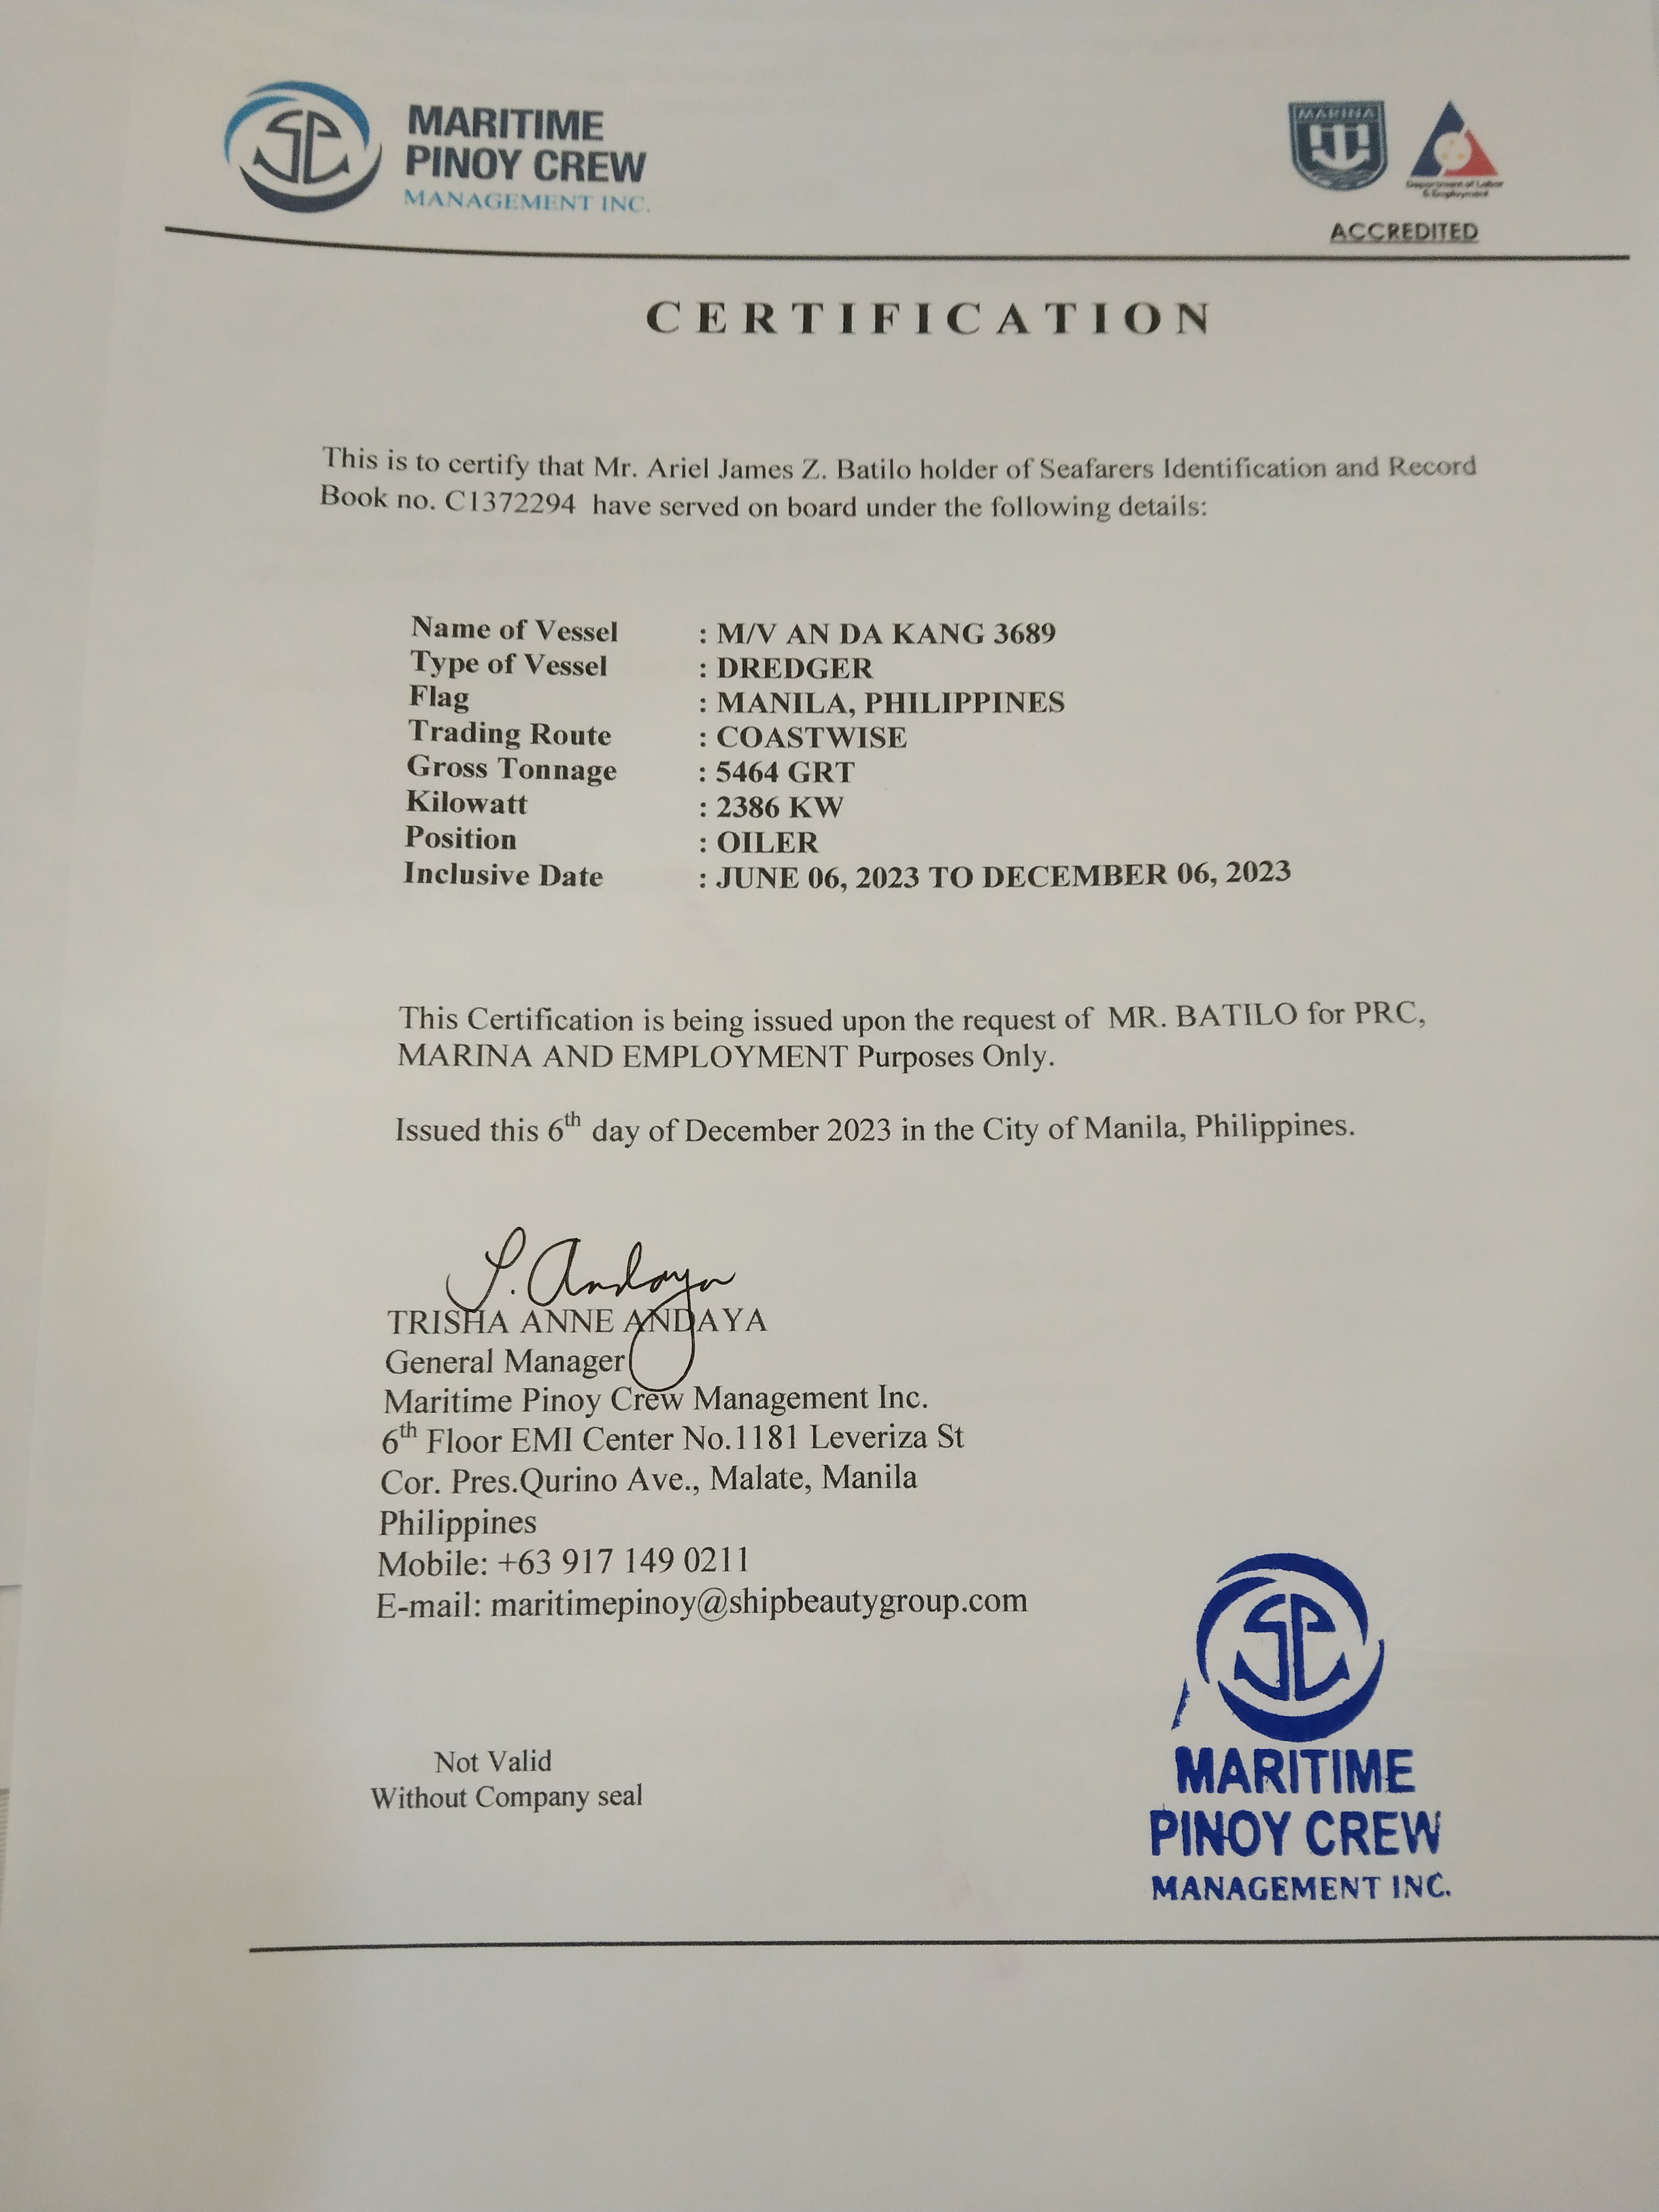 MARITIME
PINOY CREW
MANAGEMENT INC.
MARINA
Department of Labor
& Employment
ACCREDITED
CERTIFICATION
This is to certify that Mr. Ariel James Z. Batilo holder of Seafarers Identification and Record
Book no. C1372294 have served on board under the following details:
Name of Vessel : M/V AN DA KANG 3689
Type of Vessel : DREDGER
Flag : MANILA, PHILIPPINES
Trading Route : COASTWISE
Gross Tonnage : 5464 GRT
Kilowatt : 2386 KW
Position : OILER
Inclusive Date : JUNE 06, 2023 TO DECEMBER 06, 2023
This Certification is being issued upon the request of MR. BATILO for PRC,
MARINA AND EMPLOYMENT Purposes Only.
Issued this 6th day of December 2023 in the City of Manila, Philippines.
T. Andaya
TRISHA ANNE ANDAYA
General Manager
Maritime Pinoy Crew Management Inc.
6th Floor EMI Center No.1181 Leveriza St
Cor. Pres.Qurino Ave., Malate, Manila
Philippines
Mobile: +63 917 149 0211
E-mail: maritimepinoy@shipbeautygroup.com
Not Valid
Without Company seal
MARITIME
PINOY CREW
MANAGEMENT INC.